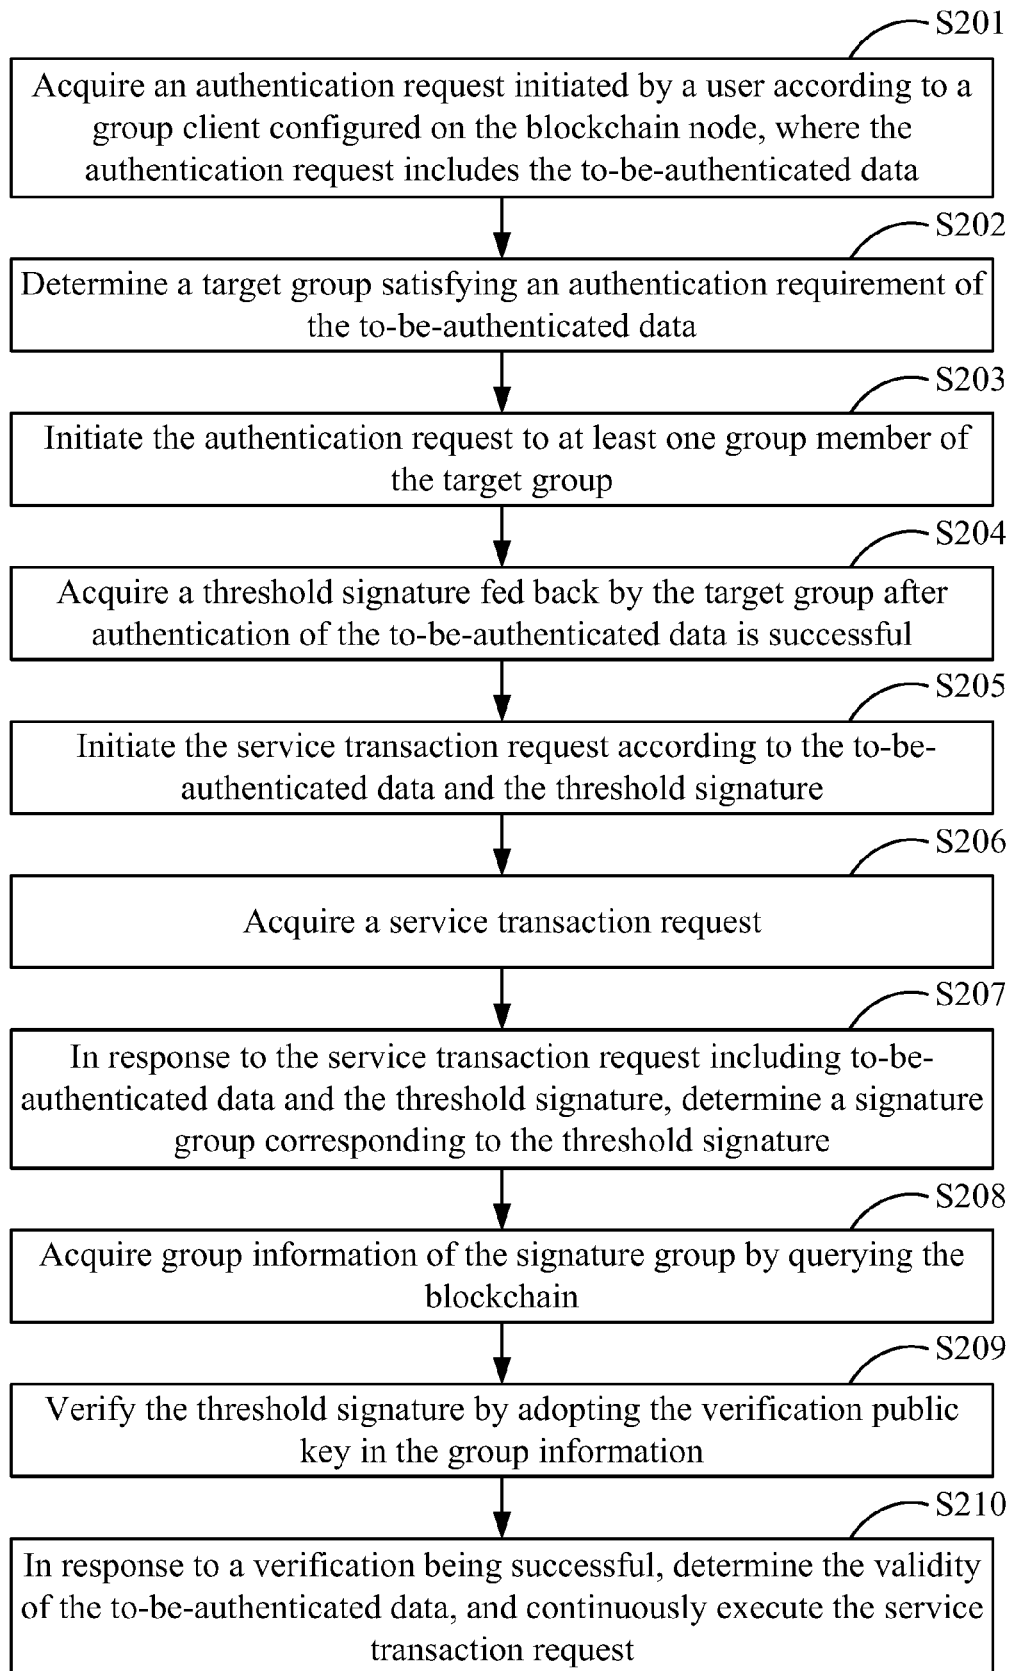 S201
Acquire an authentication request initiated by a user according to a
group client configured on the blockchain node, where the
authentication request includes the to-be-authenticated data
S202
Determine a target group satisfying an authentication requirement of
the to-be-authenticated data
S203
Initiate the authentication request to at least one group member of
the target group
S204
Acquire a threshold signature fed back by the target group after
authentication of the to-be-authenticated data is successful
S205
Initiate the service transaction request according to the to-be-
authenticated data and the threshold signature
S206
Acquire a service transaction request
S207
In response to the service transaction request including to-be-
authenticated data and the threshold signature, determine a signature
group corresponding to the threshold signature
S208
Acquire group information of the signature group by querying the
blockchain
S209
Verify the threshold signature by adopting the verification public
key in the group information
S210
In response to a verification being successful, determine the validity
of the to-be-authenticated data, and continuously execute the service
transaction request